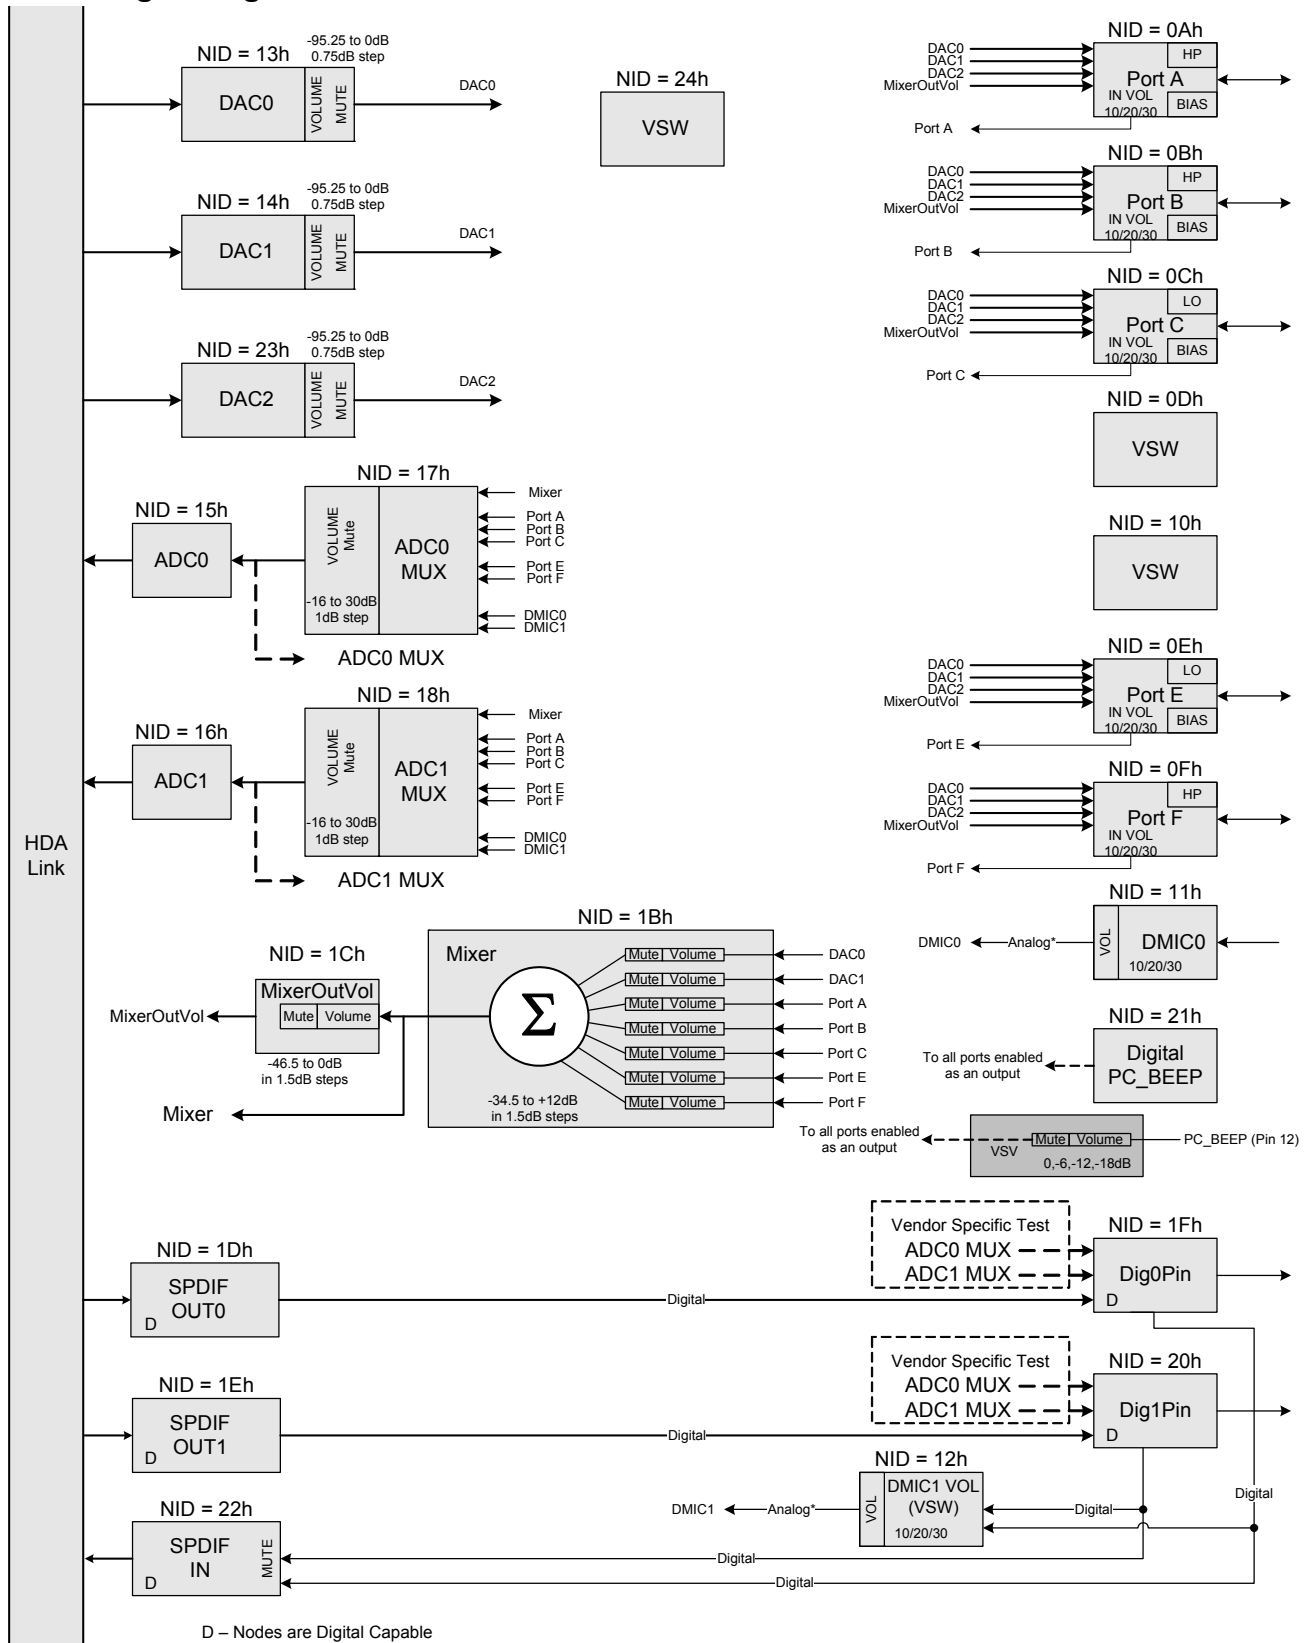 NID = 13h
-95.25 to 0dB
0.75dB step
DAC0
VOLUME
MUTE
DAC0
NID = 24h
VSW
NID = 0Ah
DAC0
DAC1
DAC2
MixerOutVol
HP
Port A
IN VOL
10/20/30
BIAS
Port A
NID = 14h
-95.25 to 0dB
0.75dB step
DAC1
VOLUME
MUTE
DAC1
NID = 0Bh
DAC0
DAC1
DAC2
MixerOutVol
HP
Port B
IN VOL
10/20/30
BIAS
Port B
NID = 0Ch
DAC0
DAC1
DAC2
MixerOutVol
LO
Port C
IN VOL
10/20/30
BIAS
Port C
NID = 23h
-95.25 to 0dB
0.75dB step
DAC2
VOLUME
MUTE
DAC2
NID = 0Dh
VSW
NID = 17h
NID = 15h
ADC0
VOLUME
Mute
-16 to 30dB
1dB step
ADC0
MUX
Mixer
Port A
Port B
Port C
Port E
Port F
DMIC0
DMIC1
ADC0 MUX
NID = 10h
VSW
NID = 18h
NID = 16h
ADC1
VOLUME
Mute
-16 to 30dB
1dB step
ADC1
MUX
Mixer
Port A
Port B
Port C
Port E
Port F
DMIC0
DMIC1
ADC1 MUX
NID = 0Eh
DAC0
DAC1
DAC2
MixerOutVol
LO
Port E
IN VOL
10/20/30
BIAS
Port E
NID = 0Fh
DAC0
DAC1
DAC2
MixerOutVol
HP
Port F
IN VOL
10/20/30
Port F
HDA
Link
NID = 11h
DMIC0
Analog*
VOL
DMIC0
10/20/30
NID = 1Bh
Mixer
Σ
Mute Volume
DAC0
Mute Volume
DAC1
Mute Volume
Port A
Mute Volume
Port B
Mute Volume
Port C
Mute Volume
Port E
Mute Volume
Port F
-34.5 to +12dB
in 1.5dB steps
NID = 1Ch
MixerOutVol
Mute Volume
-46.5 to 0dB
in 1.5dB steps
MixerOutVol
Mixer
NID = 21h
Digital
PC_BEEP
To all ports enabled
as an output
To all ports enabled
as an output
VSV
Mute Volume
0,-6,-12,-18dB
PC_BEEP (Pin 12)
Vendor Specific Test
ADC0 MUX
ADC1 MUX
NID = 1Fh
Dig0Pin
D
NID = 1Dh
SPDIF
OUT0
D
Digital
Vendor Specific Test
ADC0 MUX
ADC1 MUX
NID = 20h
Dig1Pin
D
NID = 1Eh
SPDIF
OUT1
D
Digital
NID = 12h
DMIC1
Analog*
VOL
DMIC1 VOL
(VSW)
10/20/30
Digital
Digital
NID = 22h
SPDIF
IN
D
MUTE
Digital
Digital
D – Nodes are Digital Capable